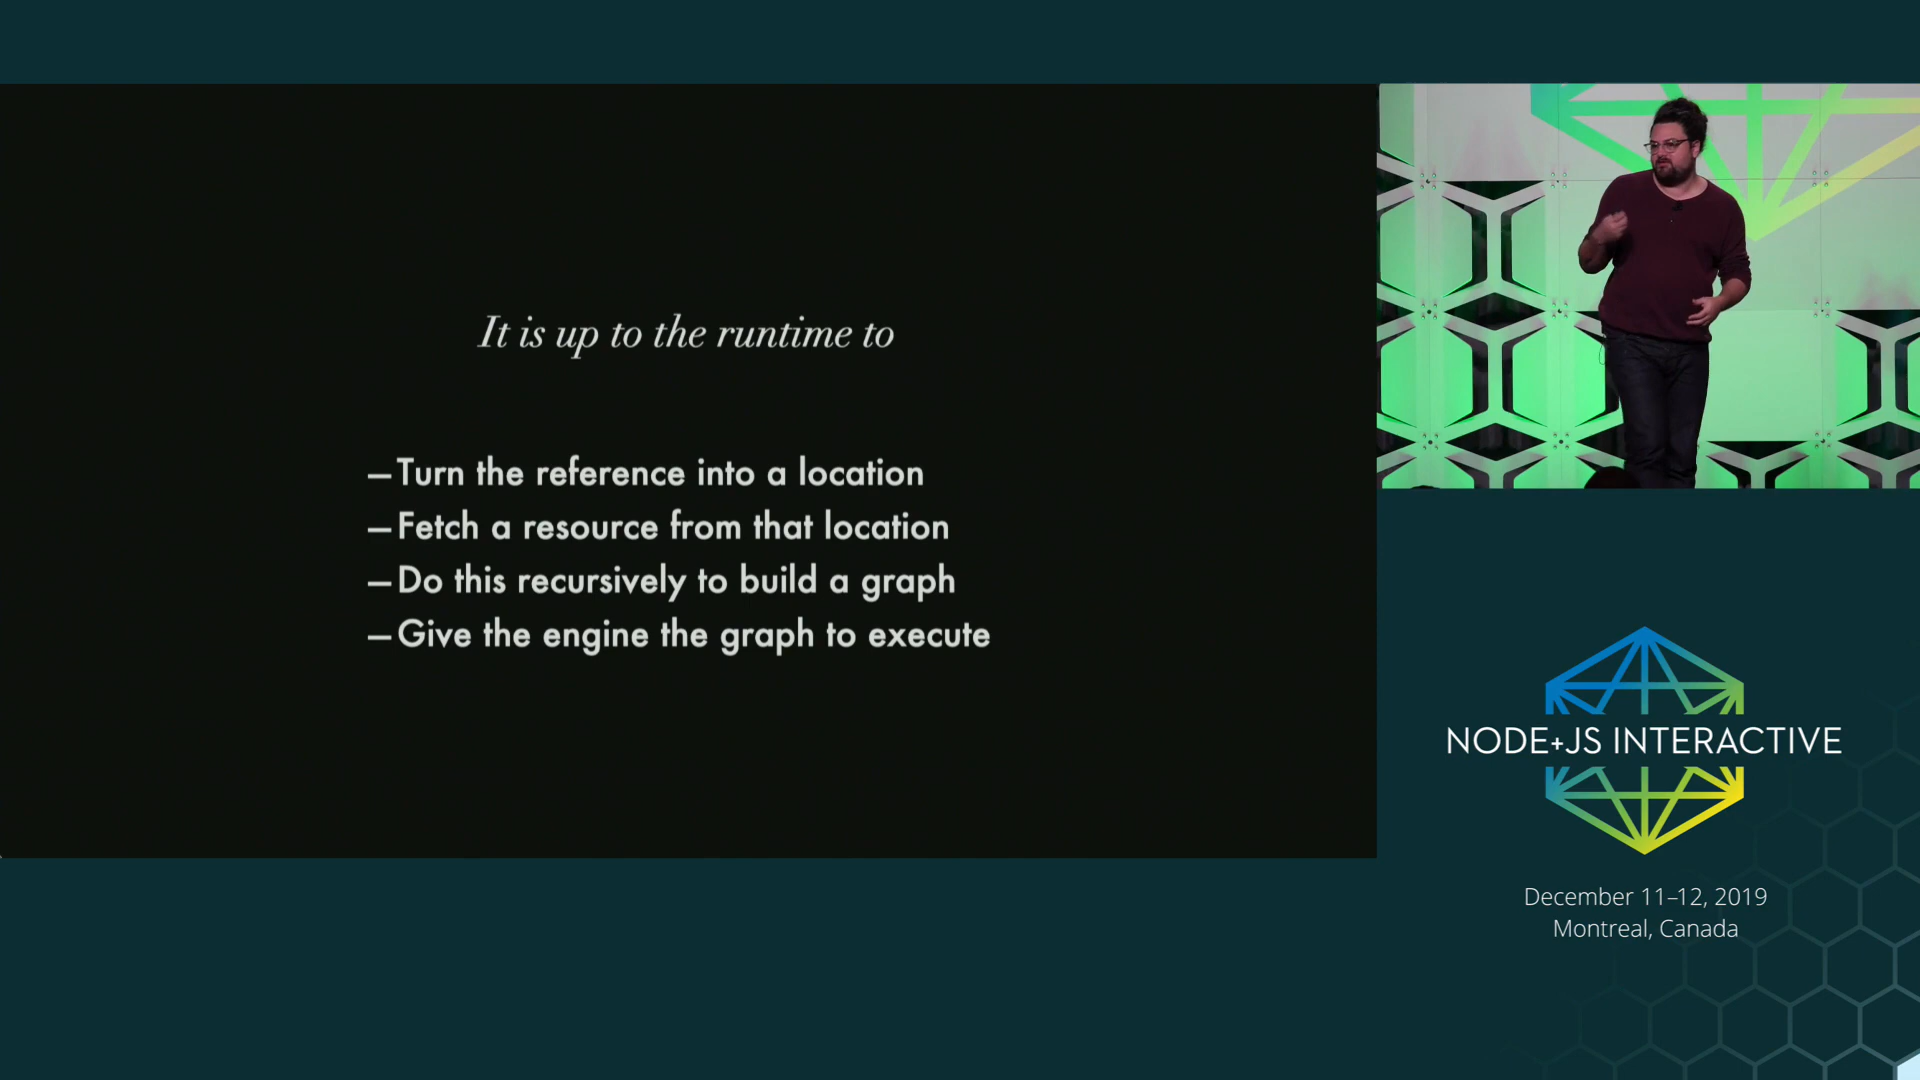 It is up to the runtime to
—Turn the reference into a location
—Fetch a resource from that location
—Do this recursively to build a graph
—Give the engine the graph to execute
NODE+JS INTERACTIVE
December 11–12, 2019
Montreal, Canada